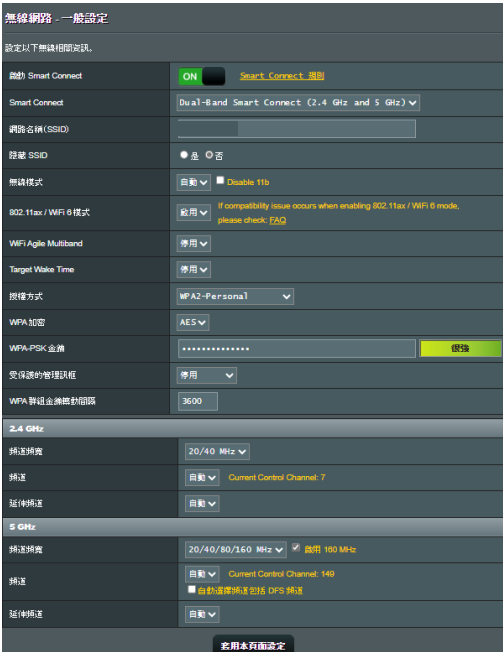 無線網路 - 一般設定
設定以下無線相關資訊.
啟動 Smart Connect ON Smart Connect 規則
Smart Connect Dual-Band Smart Connect (2.4 GHz and 5 GHz)
網路名稱(SSID)
隱藏 SSID 是 否
無線模式 自動 Disable 11b
802.11ax / WiFi 6 模式 啟用 If compatibility issue occurs when enabling 802.11ax / WiFi 6 mode,
please check: FAQ
WiFi Agile Multiband 停用
Target Wake Time 停用
授權方式 WPA2-Personal
WPA 加密 AES
WPA-PSK 金鑰 •••••••••••••• 很強
受保護的管理訊框 停用
WPA 群組金鑰輪動間隔 3600
2.4 GHz
頻道頻寬 20/40 MHz
頻道 自動 Current Control Channel: 7
延伸頻道 自動
5 GHz
頻道頻寬 20/40/80/160 MHz 啟用 160 MHz
頻道 自動 Current Control Channel: 149
自動選擇頻道包括 DFS 頻道
延伸頻道 自動
套用本頁面設定